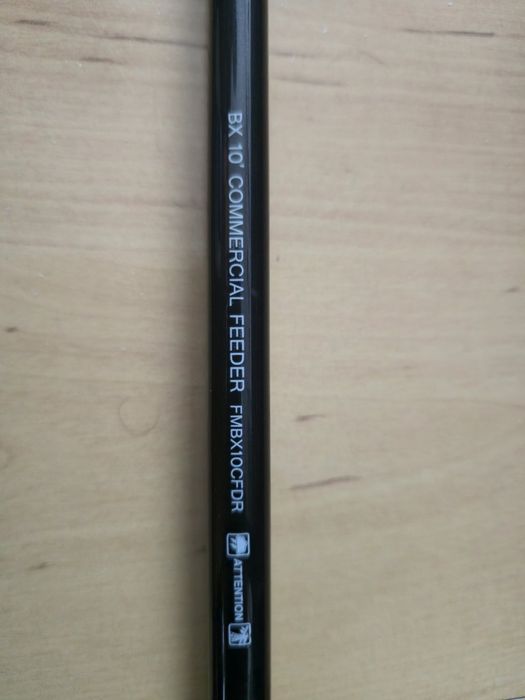 BX 10' COMMERCIAL FEEDER FMBX10CFDR ATTENTION